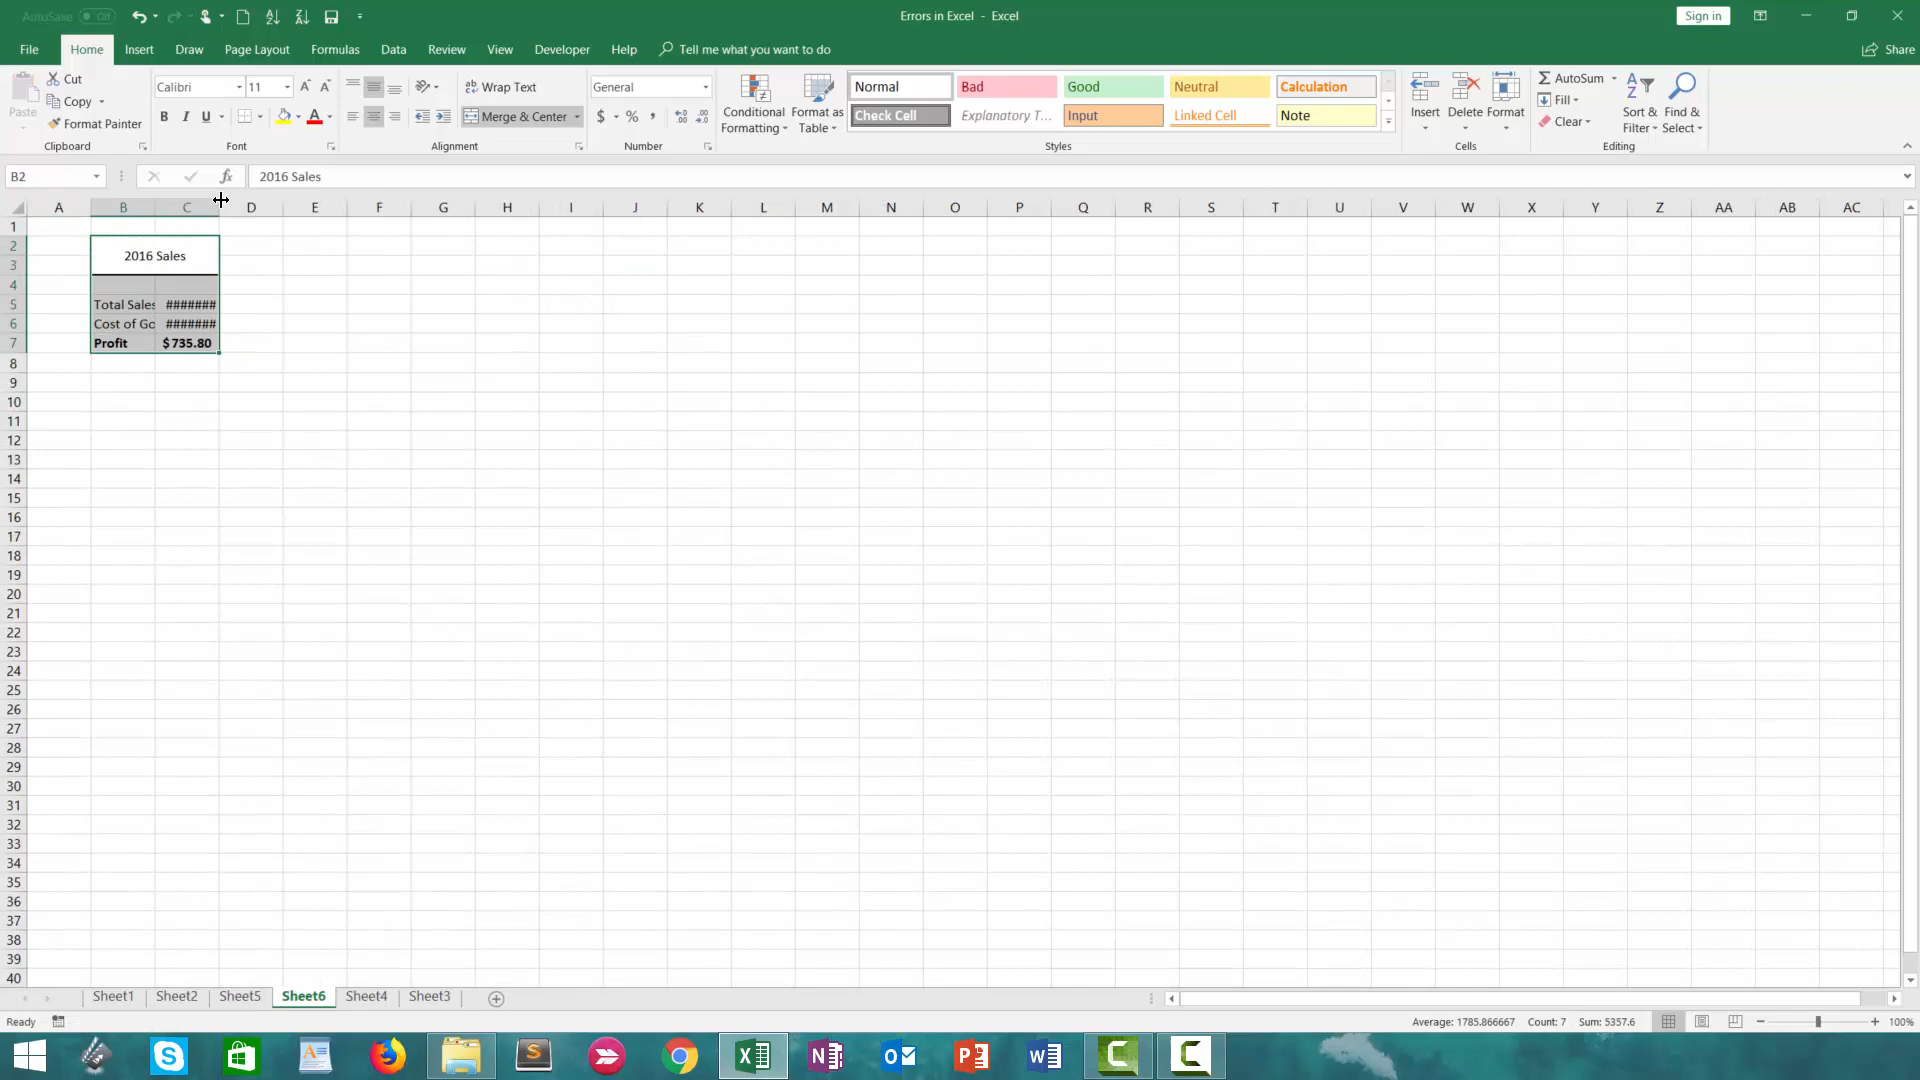 AutoSave Off
Errors in Excel - Excel
Sign in
File Home Insert Draw Page Layout Formulas Data Review View Developer Help Tell me what you want to do Share
Paste
Cut
Copy
Format Painter
Clipboard
Calibri 11
B I U
Font
Wrap Text
Merge & Center
Alignment
General
$ % ,
Number
Conditional Formatting
Format as Table
Normal Bad Good Neutral Calculation
Check Cell Explanatory T... Input Linked Cell Note
Styles
Insert Delete Format
Cells
AutoSum
Fill
Clear
Sort & Filter
Find & Select
Editing
B2 fx 2016 Sales
A B C D E F G H I J K L M N O P Q R S T U V W X Y Z AA AB AC
1
2
2016 Sales
3
4
5 Total Sales #######
6 Cost of Go #######
7 Profit $ 735.80
8
9
10
11
12
13
14
15
16
17
18
19
20
21
22
23
24
25
26
27
28
29
30
31
32
33
34
35
36
37
38
39
40
Sheet1 Sheet2 Sheet5 Sheet6 Sheet4 Sheet3
Ready Average: 1785.866667 Count: 7 Sum: 5357.6 100%